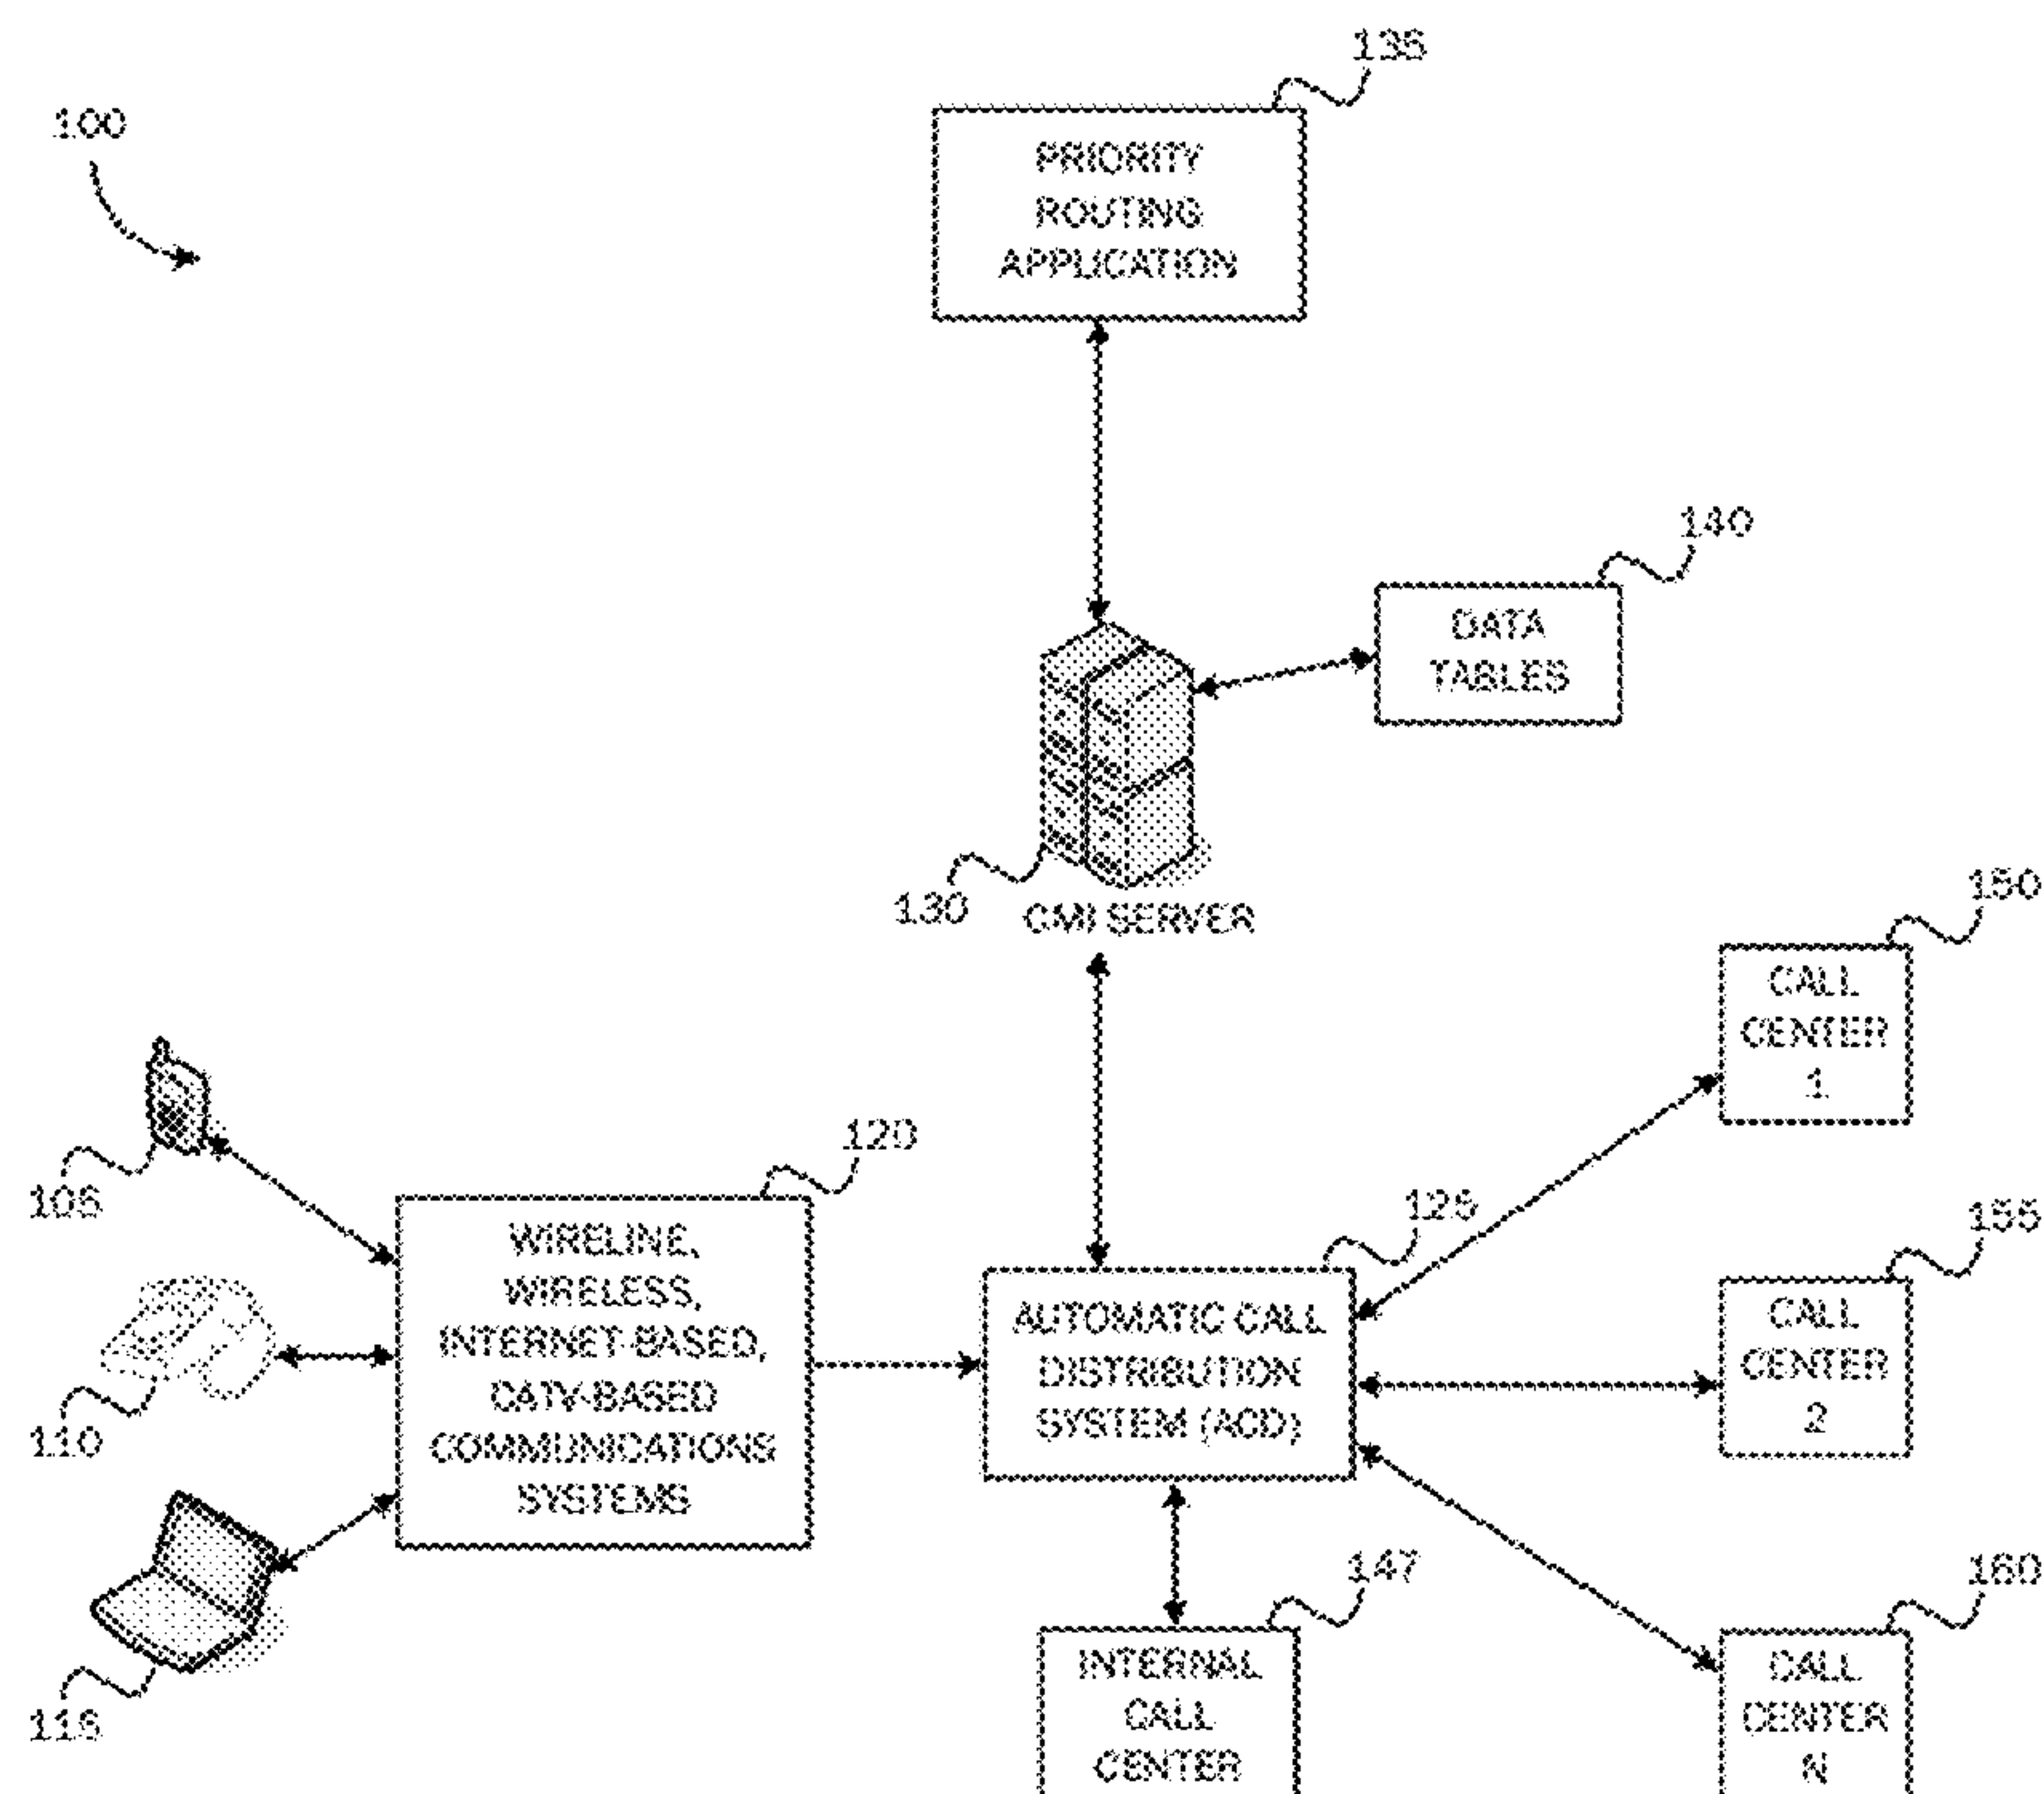 135
100
PRIORITY
ROUTING
APPLICATION
140
DATA
TABLES
130
CMI SERVER
150
CALL
CENTER
1
120
105
125
155
WIRELINE,
WIRELESS,
INTERNET-BASED,
CATV-BASED
COMMUNICATIONS
SYSTEMS
AUTOMATIC CALL
DISTRIBUTION
SYSTEM (ACD)
CALL
CENTER
2
110
147
160
115
INTERNAL
CALL
CENTER
CALL
CENTER
N